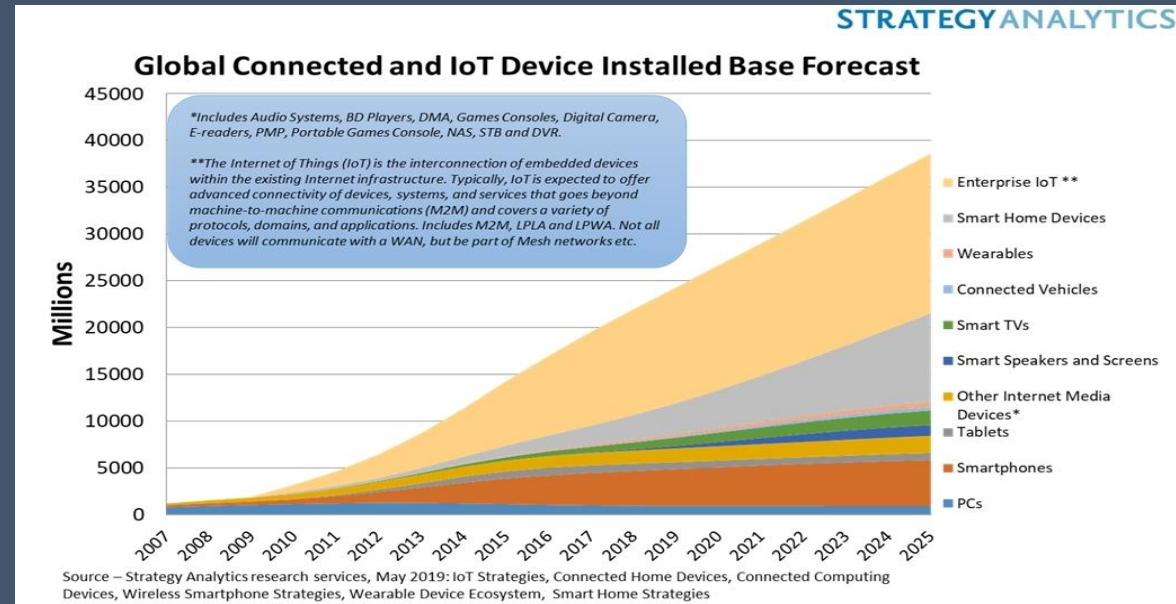 STRATEGYANALYTICS
Global Connected and IoT Device Installed Base Forecast
45000
40000
35000
30000
25000
20000
15000
10000
5000
0
Millions
*Includes Audio Systems, BD Players, DMA, Games Consoles, Digital Camera,
E-readers, PMP, Portable Games Console, NAS, STB and DVR.
**The Internet of Things (IoT) is the interconnection of embedded devices
within the existing Internet infrastructure. Typically, IoT is expected to offer
advanced connectivity of devices, systems, and services that goes beyond
machine-to-machine communications (M2M) and covers a variety of
protocols, domains, and applications. Includes M2M, LPLA and LPWA. Not all
devices will communicate with a WAN, but be part of Mesh networks etc.
Enterprise IoT **
Smart Home Devices
Wearables
Connected Vehicles
Smart TVs
Smart Speakers and Screens
Other Internet Media
Devices*
Tablets
Smartphones
PCs
2007
2008
2009
2010
2011
2012
2013
2014
2015
2016
2017
2018
2019
2020
2021
2022
2023
2024
2025
Source – Strategy Analytics research services, May 2019: IoT Strategies, Connected Home Devices, Connected Computing
Devices, Wireless Smartphone Strategies, Wearable Device Ecosystem, Smart Home Strategies